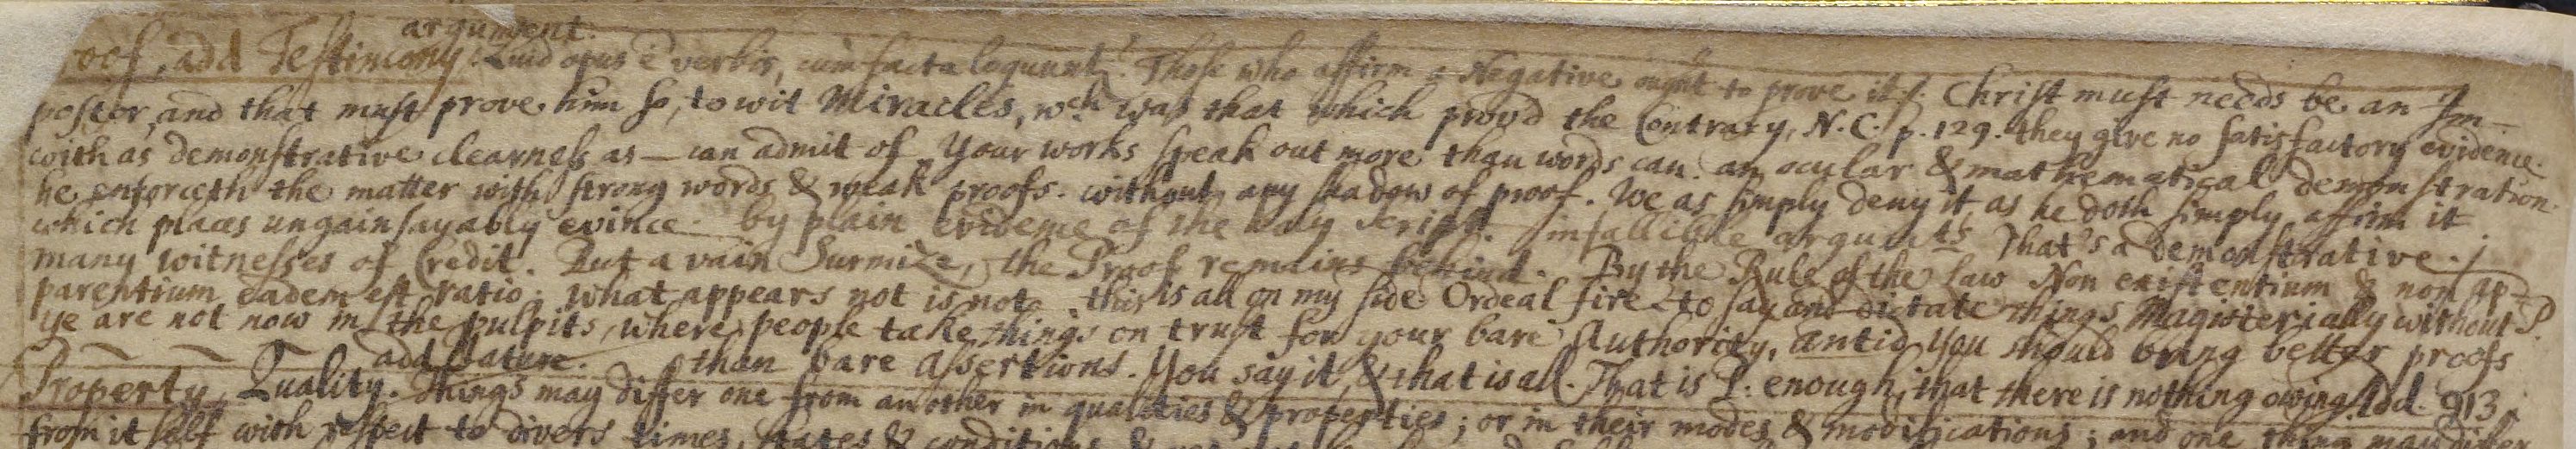 argument.
oof, add Testimony. Quid opus ē verbis, cum facta loquunt? Those who affirm a Negative ought to prove it. Christ must needs be an Im-
postor, and that must prove him so, to wit Miracles, wch was that which provd the Contrary, N.C. p. 129. they give no satisfactory evidence.
with as demonstrative clearness as — can admit of Your works speak out more than words can. an ocular & mathematical demonstration.
he enforceth the matter with strong words & weak proofs. without any shadow of proof. We as simply deny it as he doth simply affirm it
which places ungainsayably evince. by plain evidence of the holy script. infallible argumts That's a demonstrative.
many witnesses of Credit. But a vain Surmize, the Proof remains behind. By the Rule of the Law Non existentium & non ap-
parentium eadem est ratio. what appears not is not. this is all on my side Ordeal fire to say and dictate things Magisterially without P.
ye are not now in the pulpits, where people take things on trust for your bare Authority, antid. You should bring better proofs
add Nature. than bare assertions. You say it, & that is all. That is P. enough, that there is nothing owing. Add. 913
Property, Quality. Things may differ one from another in qualities & properties; or in their modes & modifications; and one thing may differ
from it self with respect to divers times, states & conditions &